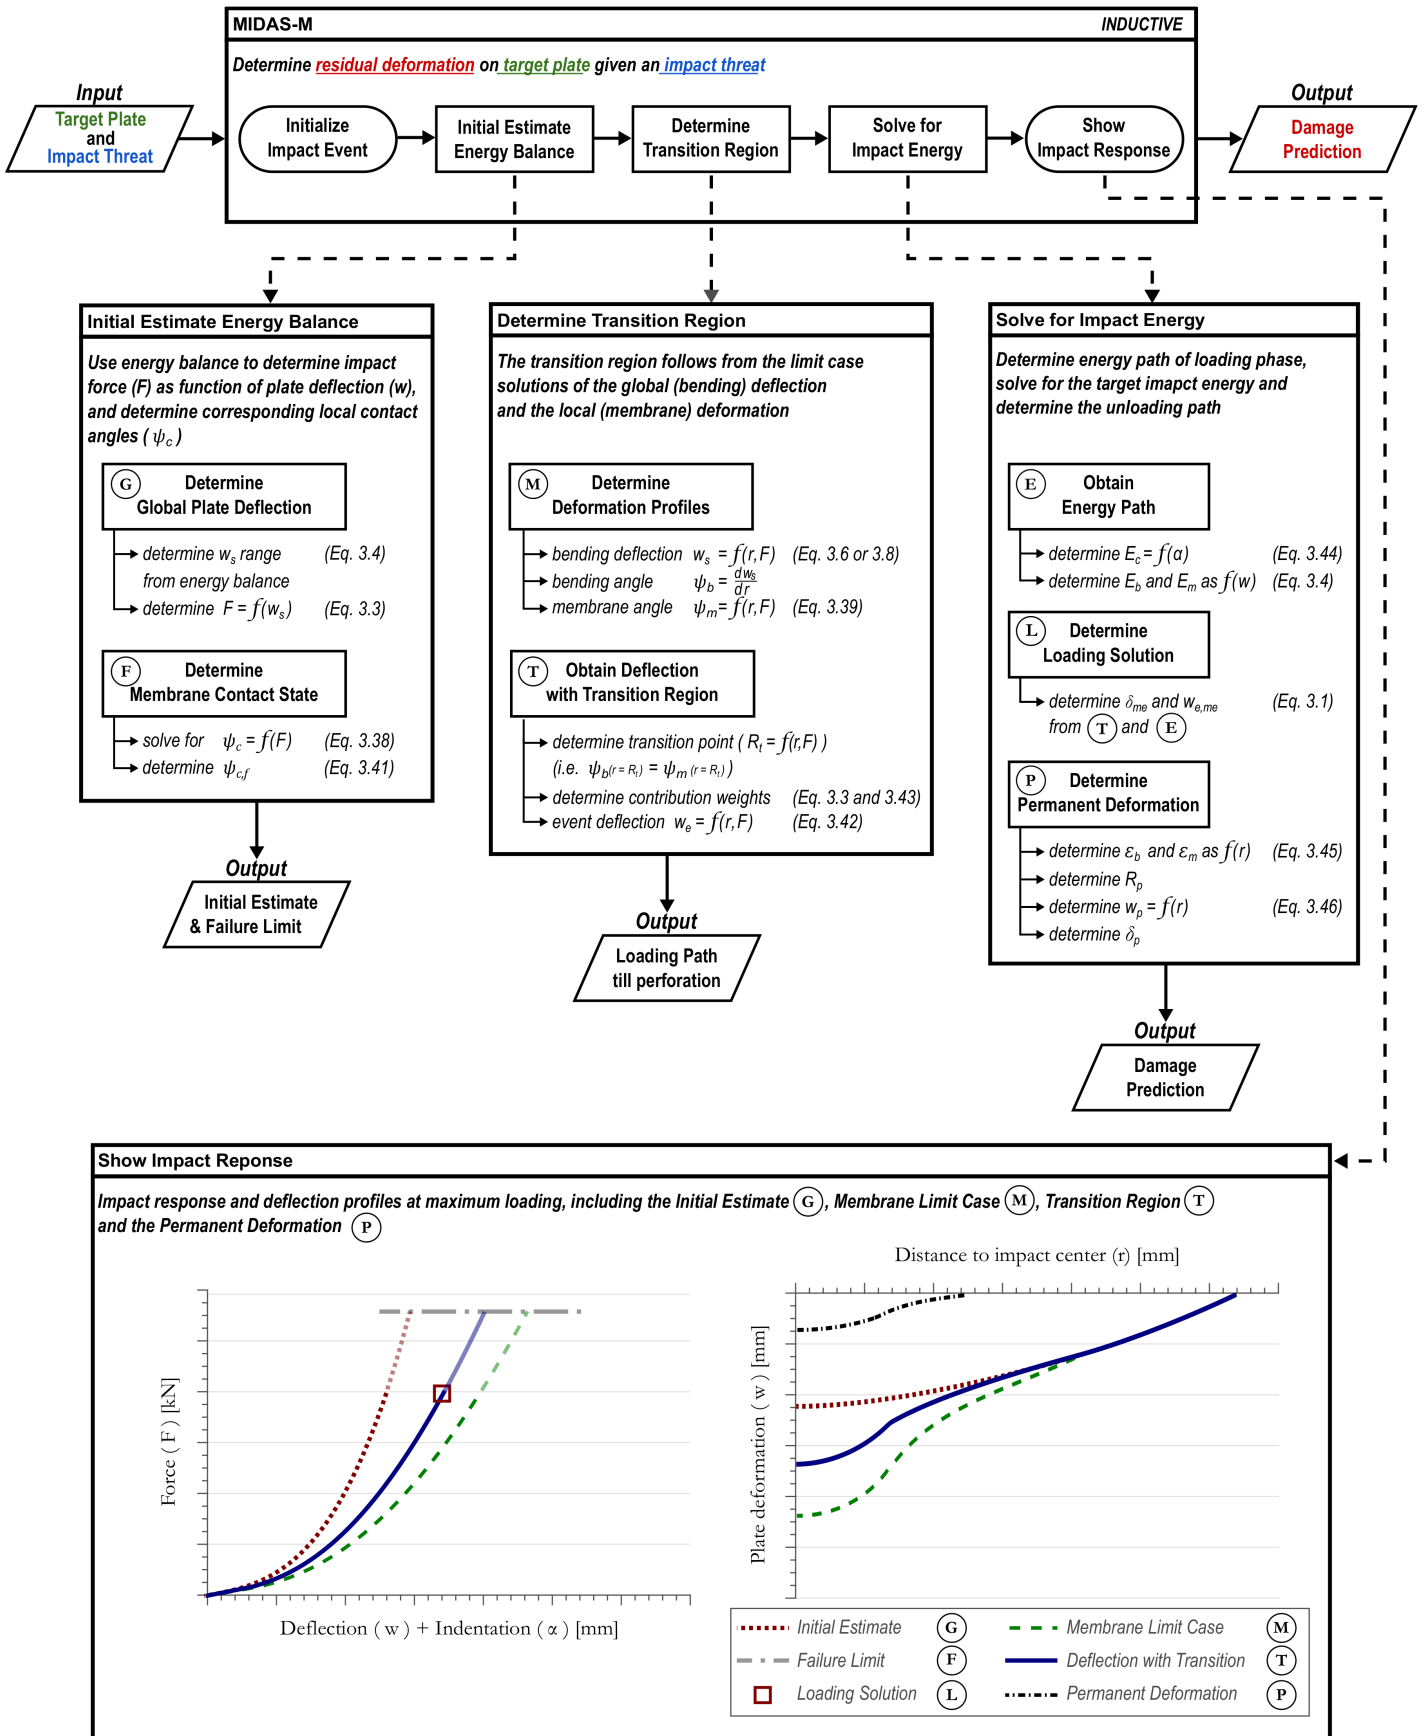 MIDAS-M INDUCTIVE
Determine residual deformation on target plate given an impact threat
Input
Target Plate
and
Impact Threat
Initialize
Impact Event
Initial Estimate
Energy Balance
Determine
Transition Region
Solve for
Impact Energy
Show
Impact Response
Output
Damage
Prediction
Initial Estimate Energy Balance
Use energy balance to determine impact
force (F) as function of plate deflection (w),
and determine corresponding local contact
angles ( ψc )
G Determine
Global Plate Deflection
determine ws range (Eq. 3.4)
from energy balance
determine F = f(ws) (Eq. 3.3)
F Determine
Membrane Contact State
solve for ψc = f(F) (Eq. 3.38)
determine ψc,f (Eq. 3.41)
Output
Initial Estimate
& Failure Limit
Determine Transition Region
The transition region follows from the limit case
solutions of the global (bending) deflection
and the local (membrane) deformation
M Determine
Deformation Profiles
bending deflection ws = f(r,F) (Eq. 3.6 or 3.8)
bending angle ψb = dws/dr
membrane angle ψm = f(r,F) (Eq. 3.39)
T Obtain Deflection
with Transition Region
determine transition point ( Rt = f(r,F) )
(i.e. ψb(r = Rt) = ψm (r = Rt) )
determine contribution weights (Eq. 3.3 and 3.43)
event deflection we = f(r,F) (Eq. 3.42)
Output
Loading Path
till perforation
Solve for Impact Energy
Determine energy path of loading phase,
solve for the target imapct energy and
determine the unloading path
E Obtain
Energy Path
determine Ec = f(α) (Eq. 3.44)
determine Eb and Em as f(w) (Eq. 3.4)
L Determine
Loading Solution
determine δme and we,me (Eq. 3.1)
from T and E
P Determine
Permanent Deformation
determine εb and εm as f(r) (Eq. 3.45)
determine Rp
determine wp = f(r) (Eq. 3.46)
determine δp
Output
Damage
Prediction
Show Impact Reponse
Impact response and deflection profiles at maximum loading, including the Initial Estimate G , Membrane Limit Case M , Transition Region T
and the Permanent Deformation P
Force ( F ) [kN]
Deflection ( w ) + Indentation ( α ) [mm]
Distance to impact center (r) [mm]
Plate deformation ( w ) [mm]
Initial Estimate G
Membrane Limit Case M
Failure Limit F
Deflection with Transition T
Loading Solution L
Permanent Deformation P